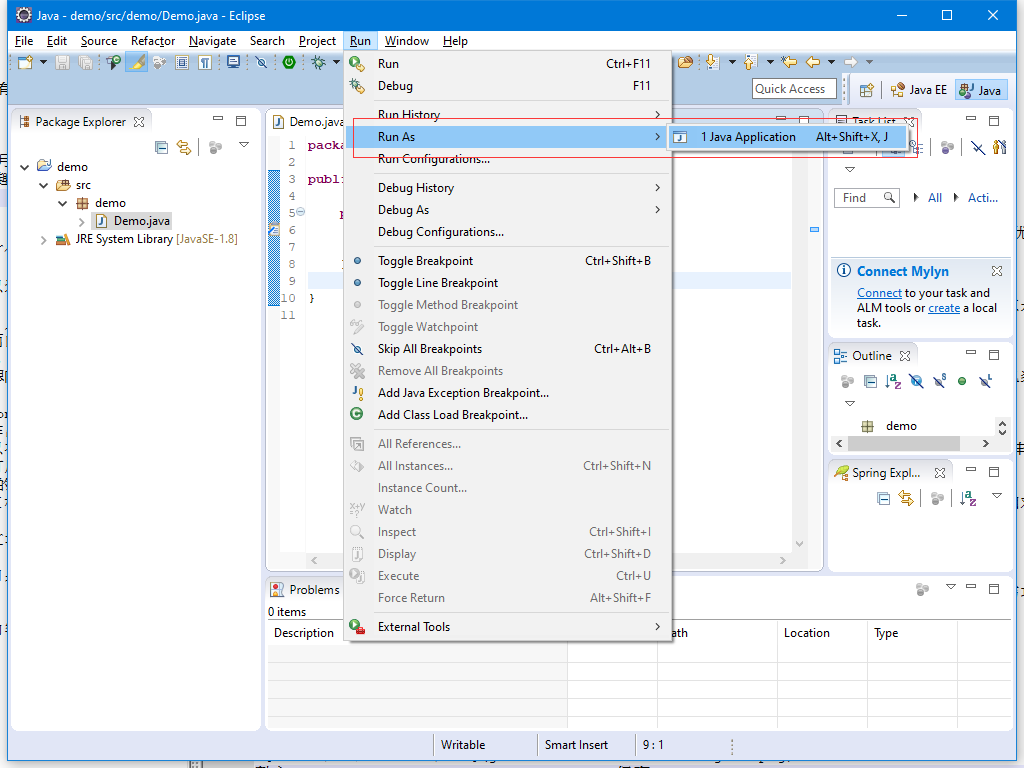 Java - demo/src/demo/Demo.java - Eclipse
File Edit Source Refactor Navigate Search Project Run Window Help
Quick Access
Java EE
Java
Package Explorer
demo
src
demo
Demo.java
JRE System Library [JavaSE-1.8]
Demo.java
1 packa
2
3 publi
4
5 p
6
7
8
9
10 }
11
Run Ctrl+F11
Debug F11
Run History
Run As
1 Java Application Alt+Shift+X, J
Run Configurations...
Debug History
Debug As
Debug Configurations...
Toggle Breakpoint Ctrl+Shift+B
Toggle Line Breakpoint
Toggle Method Breakpoint
Toggle Watchpoint
Skip All Breakpoints Ctrl+Alt+B
Remove All Breakpoints
Add Java Exception Breakpoint...
Add Class Load Breakpoint...
All References...
All Instances... Ctrl+Shift+N
Instance Count...
Watch
Inspect Ctrl+Shift+I
Display Ctrl+Shift+D
Execute Ctrl+U
Force Return Alt+Shift+F
External Tools
Task List
Find
All
Acti...
Connect Mylyn
Connect to your task and
ALM tools or create a local
task.
Outline
demo
Spring Expl...
Problems
0 items
Description
ath
Location
Type
Writable
Smart Insert
9 : 1